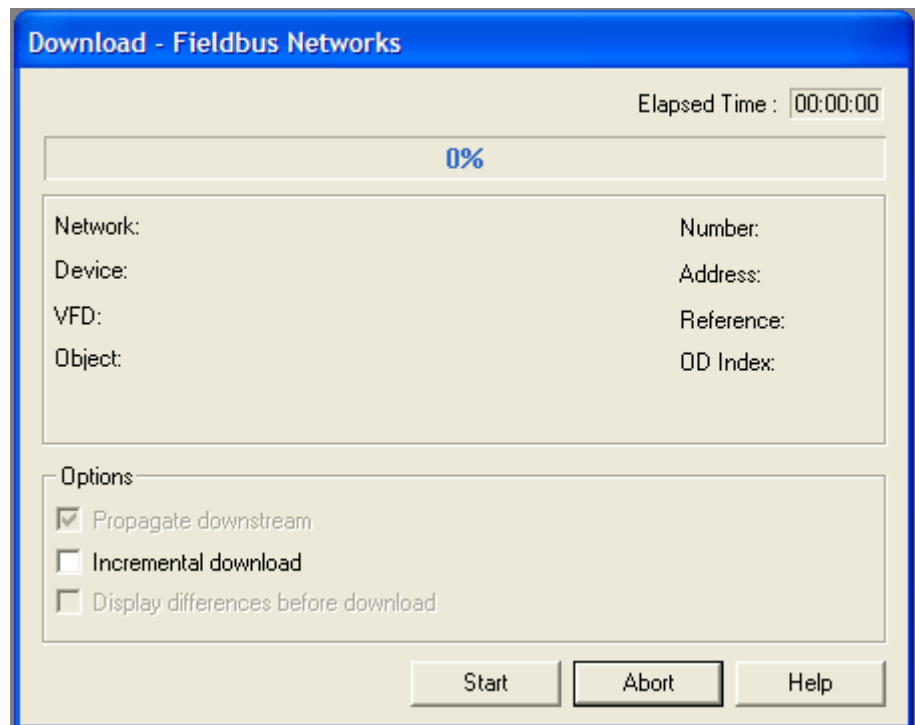 Download - Fieldbus Networks
Elapsed Time : 00:00:00
0%
Network:
Number:
Device:
Address:
VFD:
Reference:
Object:
OD Index:
Options
Propagate downstream
Incremental download
Display differences before download
Start
Abort
Help